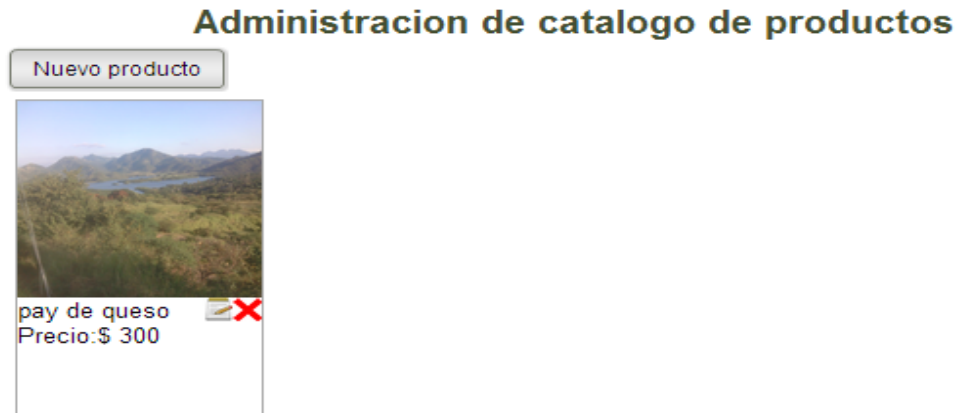 Administracion de catalogo de productos
Nuevo producto
pay de queso
Precio:$ 300